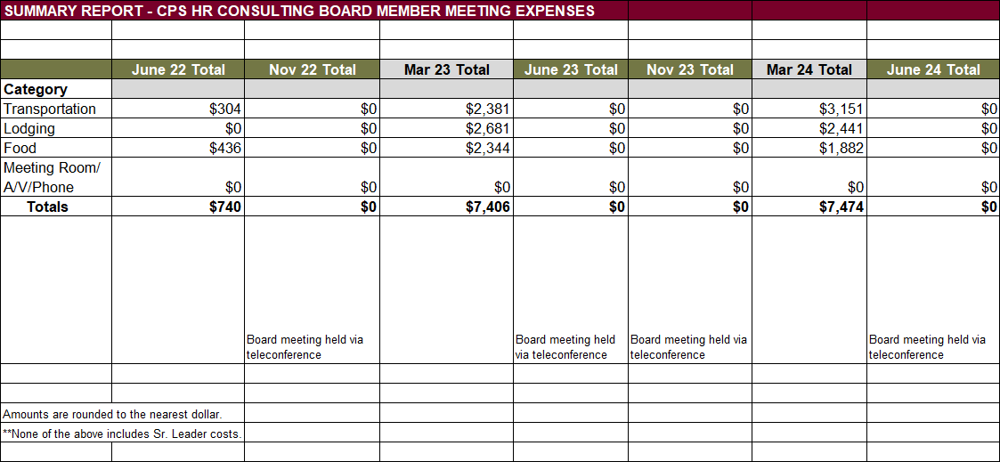 SUMMARY REPORT - CPS HR CONSULTING BOARD MEMBER MEETING EXPENSES
June 22 Total Nov 22 Total Mar 23 Total June 23 Total Nov 23 Total Mar 24 Total June 24 Total
Category
Transportation $304 $0 $2,381 $0 $0 $3,151 $0
Lodging $0 $0 $2,681 $0 $0 $2,441 $0
Food $436 $0 $2,344 $0 $0 $1,882 $0
Meeting Room/
A/V/Phone $0 $0 $0 $0 $0 $0 $0
Totals $740 $0 $7,406 $0 $0 $7,474 $0
Board meeting held via Board meeting held Board meeting held via Board meeting held via
teleconference via teleconference teleconference teleconference
Amounts are rounded to the nearest dollar.
**None of the above includes Sr. Leader costs.